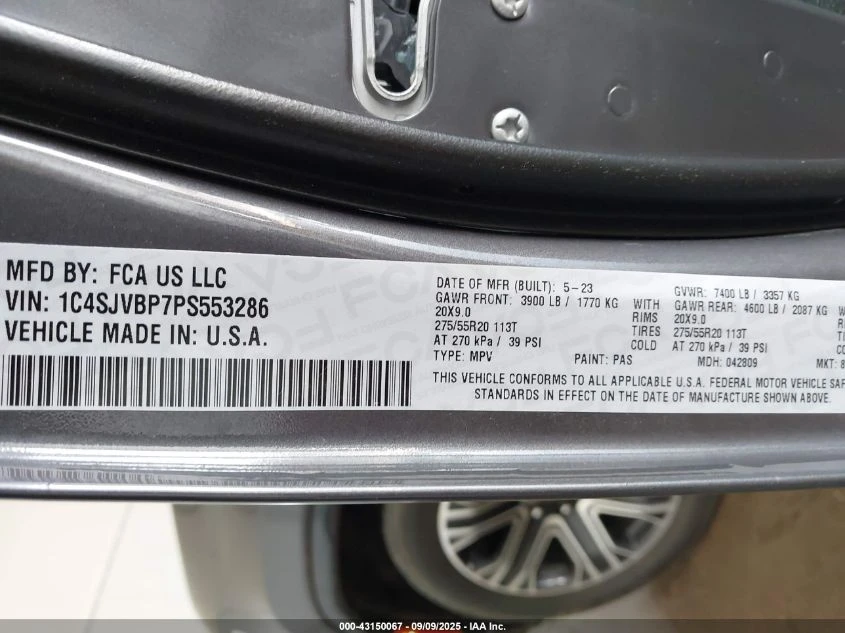 MFD BY: FCA US LLC
VIN: 1C4SJVBP7PS553286
VEHICLE MADE IN: U.S.A.
DATE OF MFR (BUILT): 5-23
GVWR: 7400 LB / 3357 KG
GAWR FRONT: 3900 LB / 1770 KG WITH GAWR REAR: 4600 LB / 2087 KG
20X9.0 RIMS 20X9.0
275/55R20 113T TIRES 275/55R20 113T
AT 270 kPa / 39 PSI COLD AT 270 kPa / 39 PSI
TYPE: MPV PAINT: PAS MDH: 042809 MKT: 8
THIS VEHICLE CONFORMS TO ALL APPLICABLE U.S.A. FEDERAL MOTOR VEHICLE SAF
STANDARDS IN EFFECT ON THE DATE OF MANUFACTURE SHOWN ABOVE.
000-43150067 - 09/09/2025 - IAA Inc.